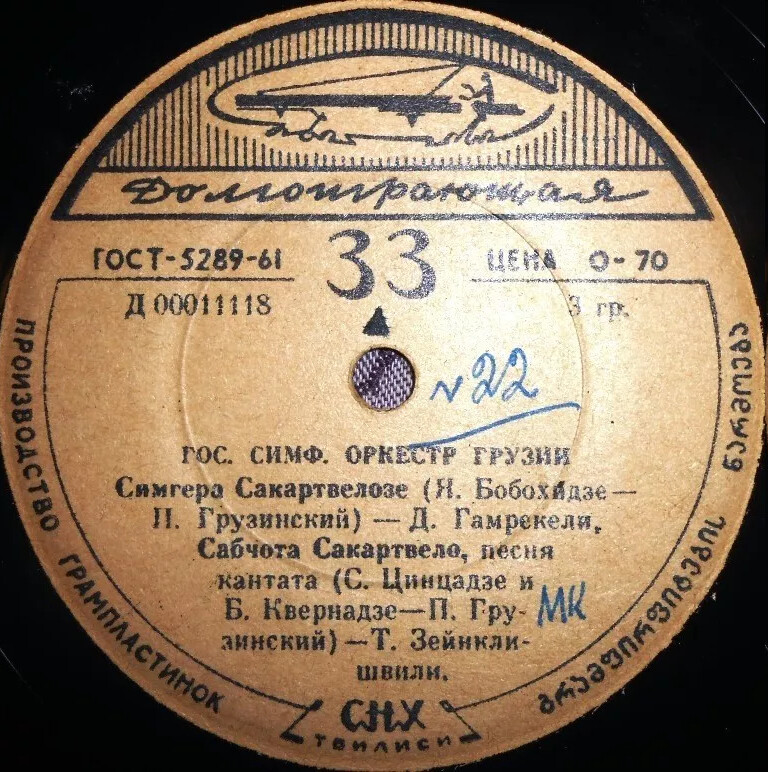 Долгоиграющая
ГОСТ-5289-61
33
ЦЕНА 0-70
Д 00011118
3 гр.
№22
ГОС. СИМФ. ОРКЕСТР ГРУЗИИ
Симгера Сакартвелозе (Я. Бобохидзе —
П. Грузинский) — Д. Гамрекели,
Сабчота Сакартвело, песня
кантата (С. Цинцадзе и
Б. Квернадзе—П. Гру-
зинский) —Т. Зейнкли-
швили.
МК
ПРОИЗВОДСТВО ГРАМПЛАСТИНОК
СНХ
ТБИЛИСИ
გრამფირფიტების